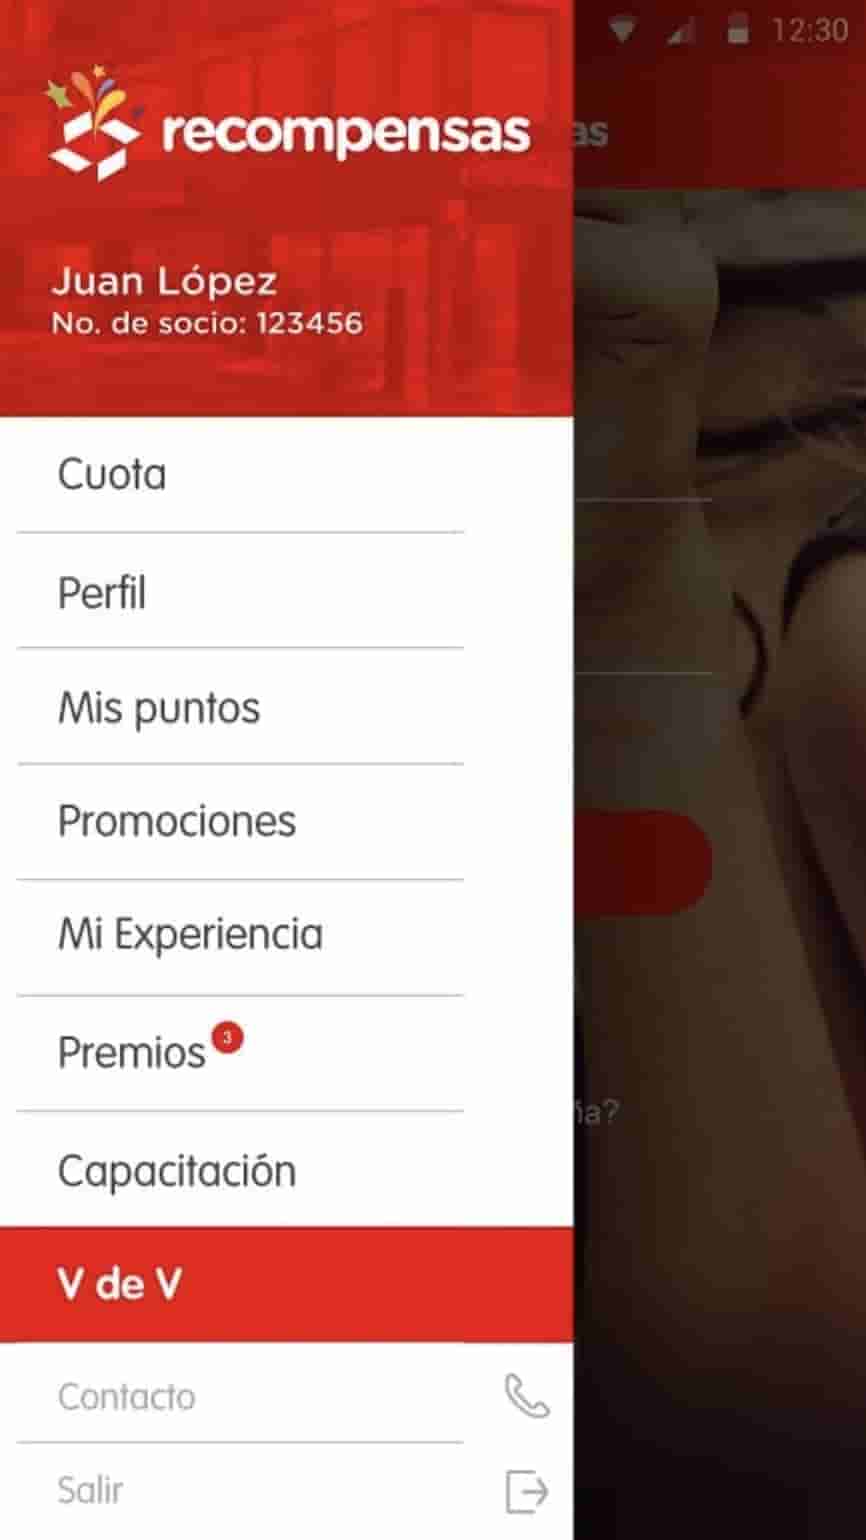 12:30
recompensas
as
Juan López
No. de socio: 123456
Cuota
Perfil
Mis puntos
Promociones
Mi Experiencia
Premios 3
ña?
Capacitación
V de V
Contacto
Salir